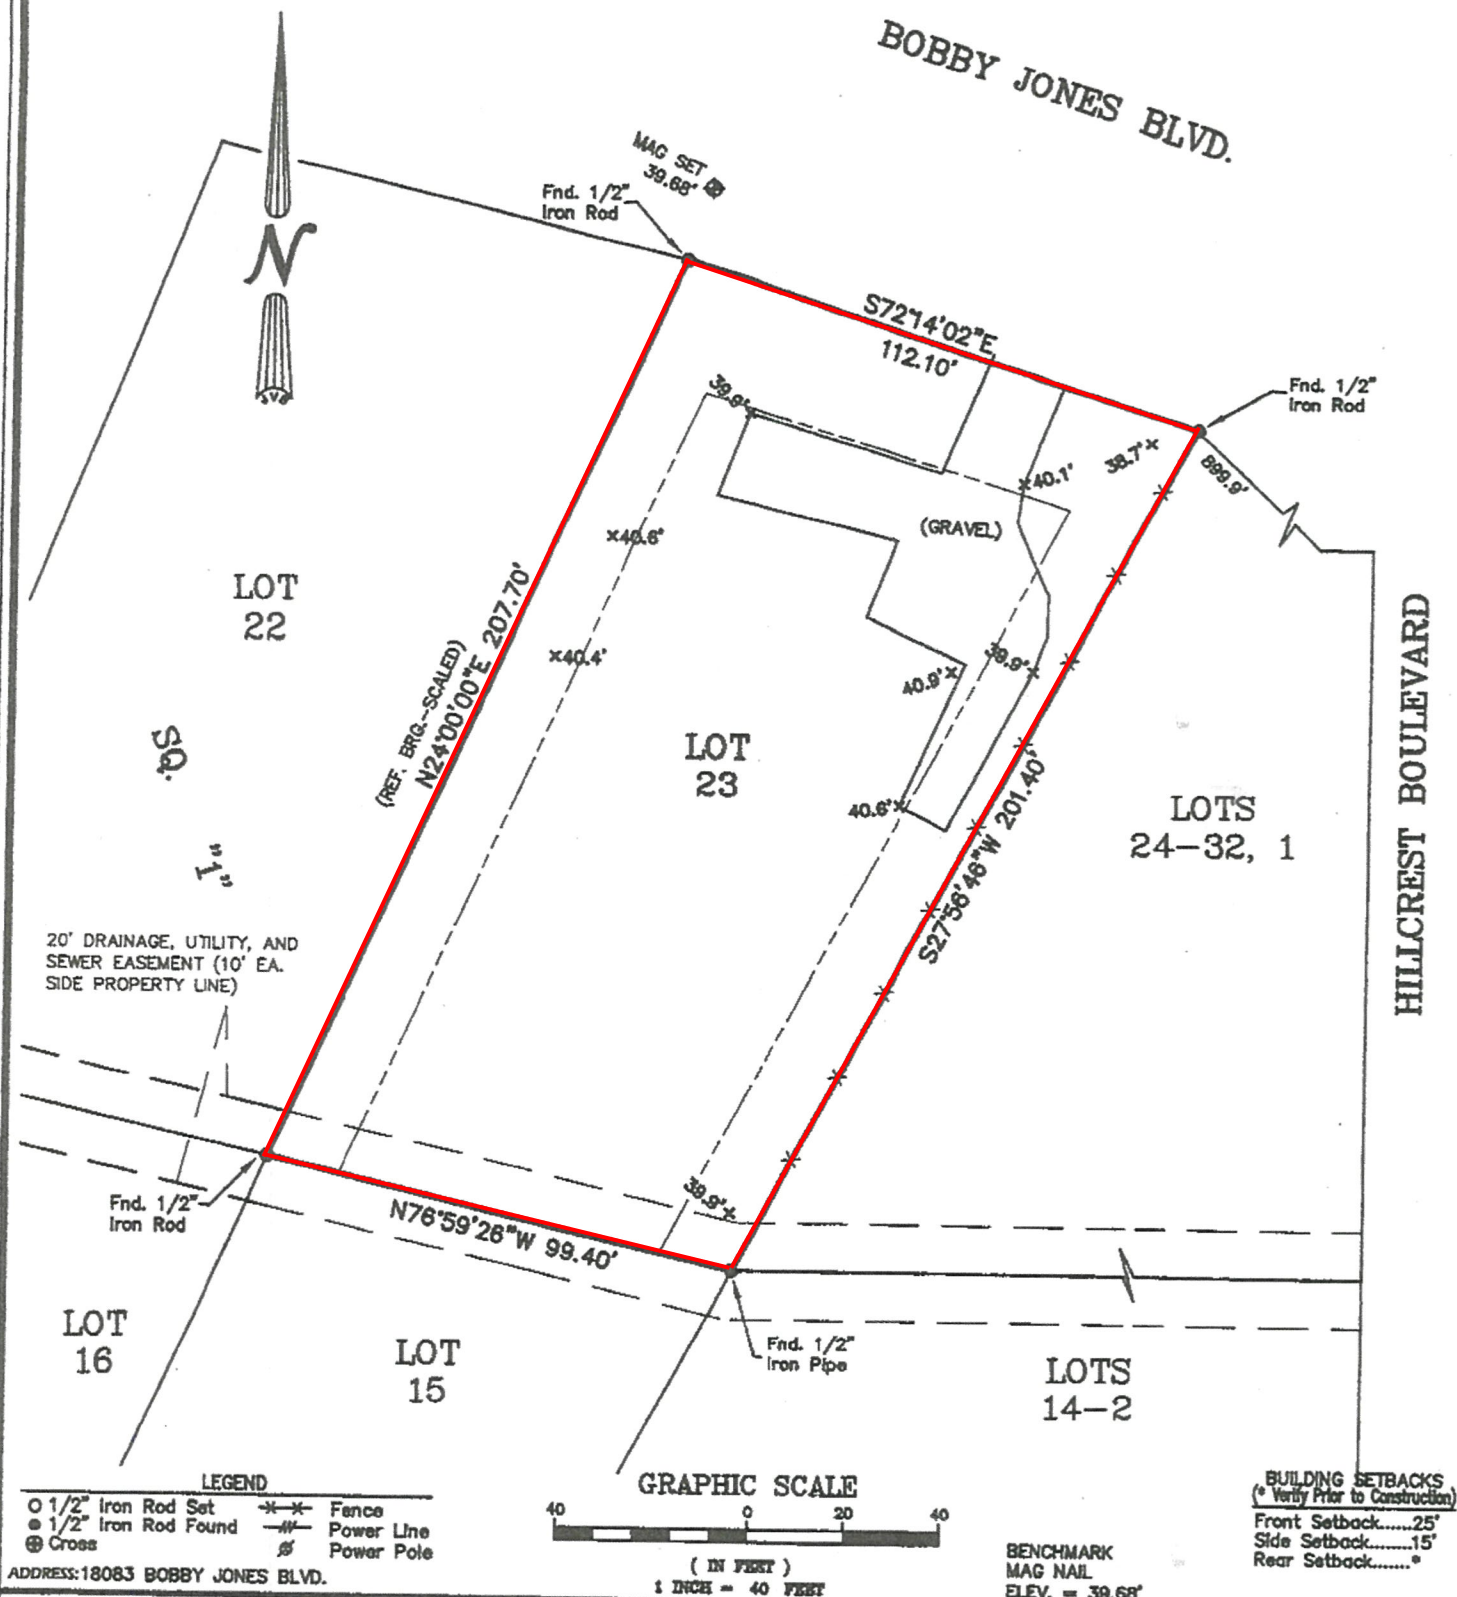 BOBBY JONES BLVD.
MAG SET
39.68'
Fnd. 1/2"
Iron Rod
N
S72°14'02"E
112.10'
Fnd. 1/2"
Iron Rod
39.9'
38.7'
899.9'
40.1'
(GRAVEL)
40.6'
LOT
22
40.4'
(REF. BRG.-SCALED)
N24°00'00"E 207.70'
39.9'
40.9'
LOT
23
40.6'
S27°56'46"W 201.40'
LOTS
24-32, 1
HILLCREST BOULEVARD
SQ.
"1"
20' DRAINAGE, UTILITY, AND
SEWER EASEMENT (10' EA.
SIDE PROPERTY LINE)
39.9'
Fnd. 1/2"
Iron Rod
N76°59'26"W 99.40'
LOT
16
LOT
15
Fnd. 1/2"
Iron Pipe
LOTS
14-2
LEGEND
1/2" Iron Rod Set
Fence
1/2" Iron Rod Found
Power Line
Cross
Power Pole
ADDRESS:18083 BOBBY JONES BLVD.
GRAPHIC SCALE
40 0 20 40
( IN FEET )
1 INCH = 40 FEET
BENCHMARK
MAG NAIL
ELEV. = 39.68'
BUILDING SETBACKS
(* Verify Prior to Construction)
Front Setback......25'
Side Setback........15'
Rear Setback.......*